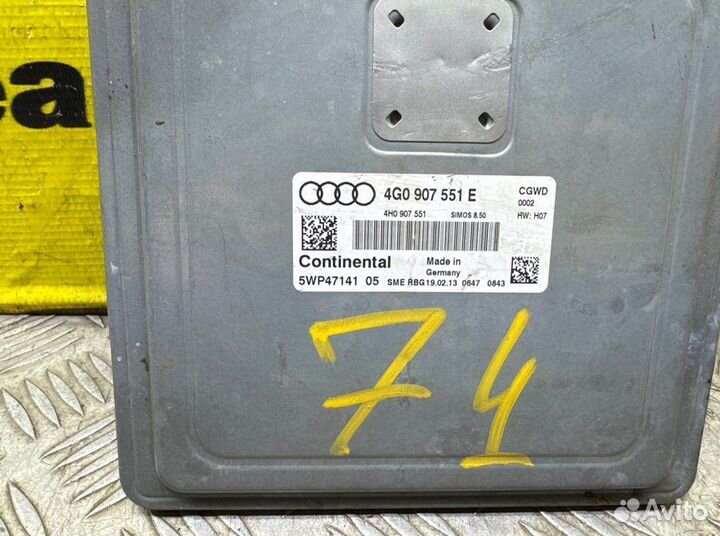 ea
4G0 907 551 E
CGWD
0002
4H0 907 551
SIMOS 8.50
HW: H07
Continental
Made in
Germany
5WP47141 05
SME RBG19.02.13 0647 0843
74
Avito